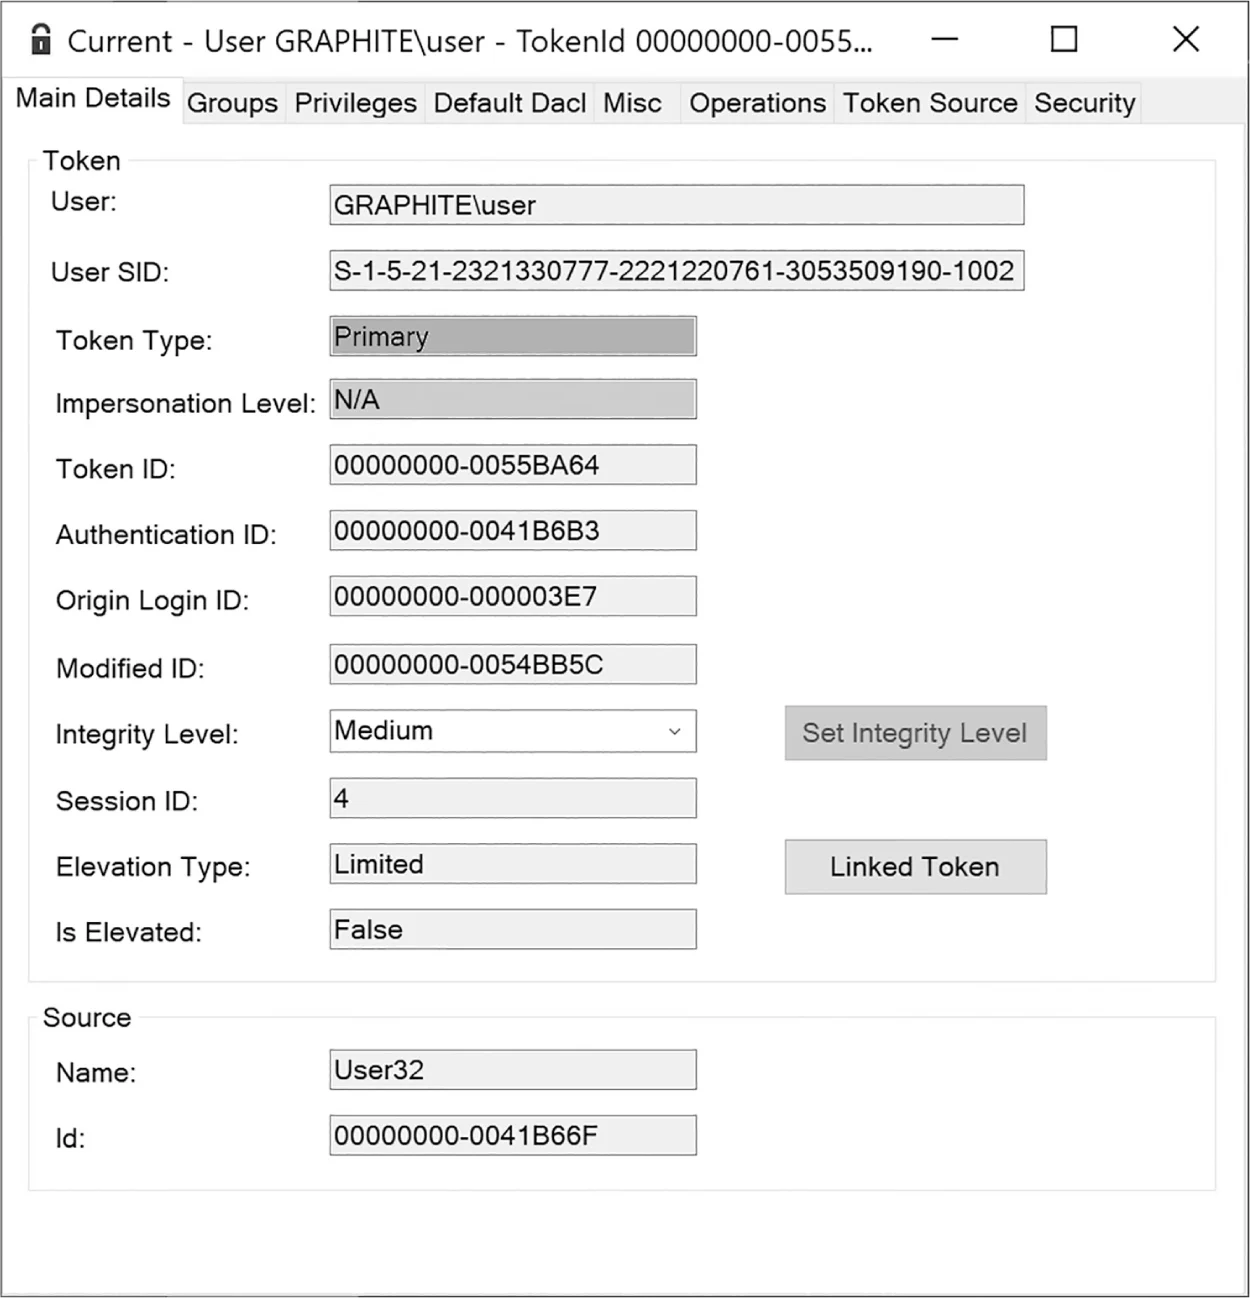 Current - User GRAPHITE\user - TokenId 00000000-0055...
Main Details Groups Privileges Default Dacl Misc Operations Token Source Security
Token
User: GRAPHITE\user
User SID: S-1-5-21-2321330777-2221220761-3053509190-1002
Token Type: Primary
Impersonation Level: N/A
Token ID: 00000000-0055BA64
Authentication ID: 00000000-0041B6B3
Origin Login ID: 00000000-000003E7
Modified ID: 00000000-0054BB5C
Integrity Level: Medium Set Integrity Level
Session ID: 4
Elevation Type: Limited Linked Token
Is Elevated: False
Source
Name: User32
Id: 00000000-0041B66F